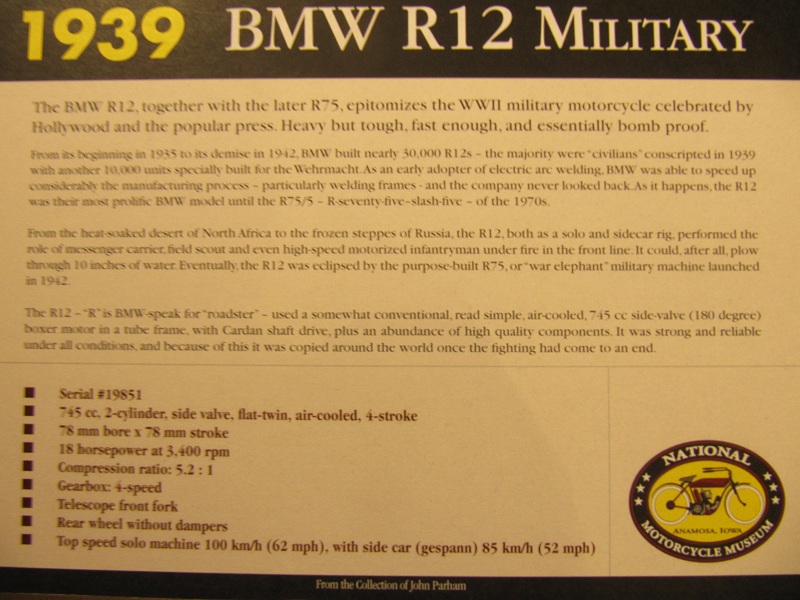 1939 BMW R12 MILITARY
The BMW R12, together with the later R75, epitomizes the WWII military motorcycle celebrated by
Hollywood and the popular press. Heavy but tough, fast enough, and essentially bomb proof.
From its beginning in 1935 to its demise in 1942, BMW built nearly 30,000 R12s – the majority were "civilians" conscripted in 1939
with another 10,000 units specially built for the Wehrmacht. As an early adopter of electric arc welding, BMW was able to speed up
considerably the manufacturing process – particularly welding frames - and the company never looked back. As it happens, the R12
was their most prolific BMW model until the R75/5 – R-seventy-five–slash-five – of the 1970s.
From the heat-soaked desert of North Africa to the frozen steppes of Russia, the R12, both as a solo and sidecar rig, performed the
role of messenger carrier, field scout and even high-speed motorized infantryman under fire in the front line. It could, after all, plow
through 10 inches of water. Eventually, the R12 was eclipsed by the purpose-built R75, or "war elephant" military machine launched
in 1942.
The R12 – "R" is BMW-speak for "roadster" – used a somewhat conventional, read simple, air-cooled, 745 cc side-valve (180 degree)
boxer motor in a tube frame, with Cardan shaft drive, plus an abundance of high quality components. It was strong and reliable
under all conditions, and because of this it was copied around the world once the fighting had come to an end.
■ Serial #19851
■ 745 cc, 2-cylinder, side valve, flat-twin, air-cooled, 4-stroke
■ 78 mm bore x 78 mm stroke
■ 18 horsepower at 3,400 rpm
■ Compression ratio: 5.2 : 1
■ Gearbox: 4-speed
■ Telescope front fork
■ Rear wheel without dampers
■ Top speed solo machine 100 km/h (62 mph), with side car (gespann) 85 km/h (52 mph)
NATIONAL
ANAMOSA, IOWA
MOTORCYCLE MUSEUM
From the Collection of John Parham